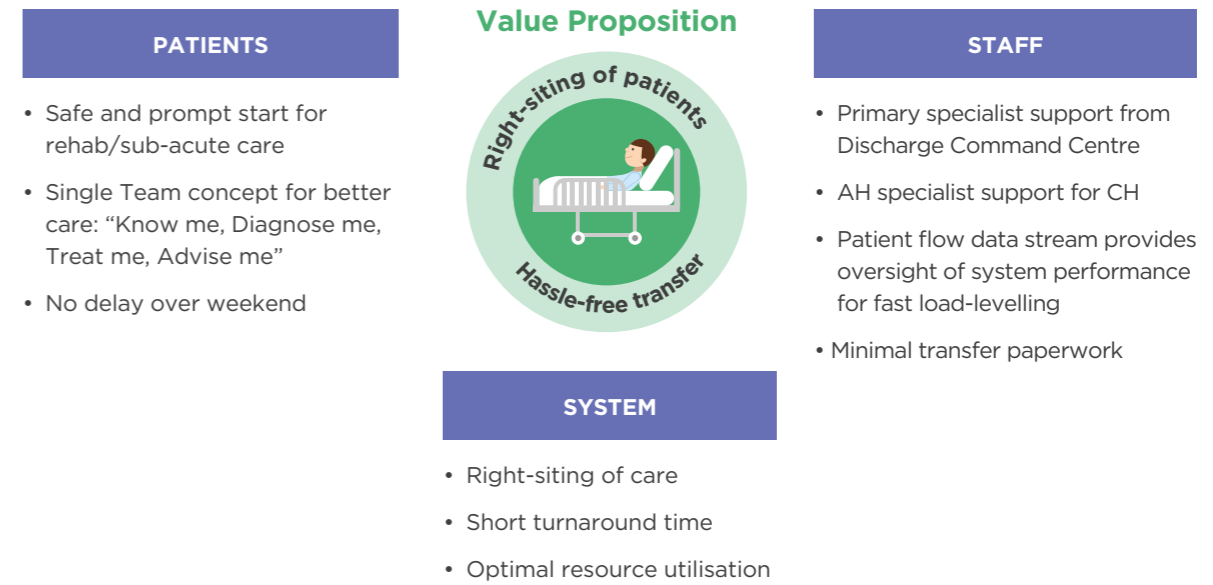 PATIENTS
• Safe and prompt start for
rehab/sub-acute care
• Single Team concept for better
care: “Know me, Diagnose me,
Treat me, Advise me”
• No delay over weekend
Value Proposition
Right-siting of patients
Hassle-free transfer
STAFF
• Primary specialist support from
Discharge Command Centre
• AH specialist support for CH
• Patient flow data stream provides
oversight of system performance
for fast load-levelling
• Minimal transfer paperwork
SYSTEM
• Right-siting of care
• Short turnaround time
• Optimal resource utilisation